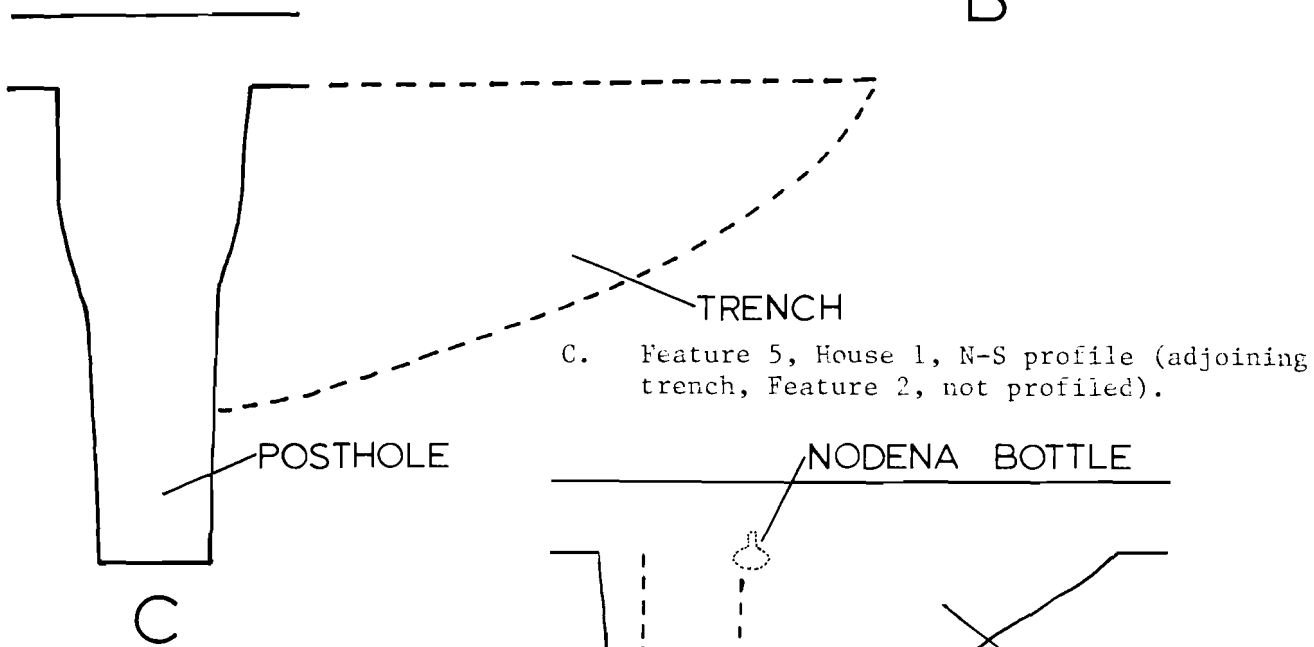 B
TRENCH
C. Feature 5, House 1, N-S profile (adjoining
trench, Feature 2, not profiled).
POSTHOLE
NODENA BOTTLE
C